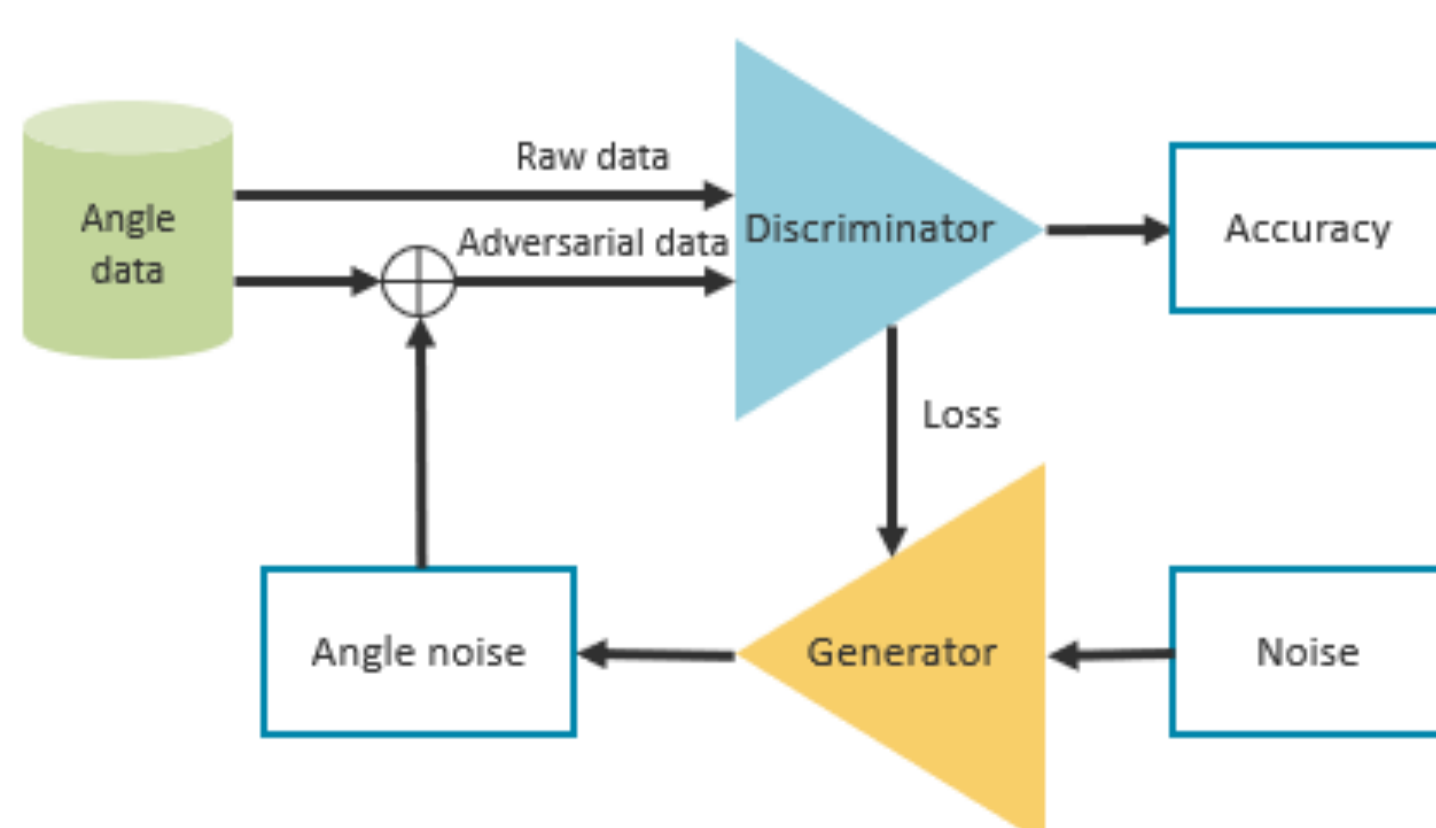 Raw data
Angle
data
Adversarial data
Discriminator
Accuracy
Loss
Angle noise
Generator
Noise